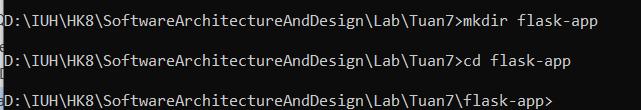 D:\IUH\HK8\SoftwareArchitectureAndDesign\Lab\Tuan7>mkdir flask-app
D:\IUH\HK8\SoftwareArchitectureAndDesign\Lab\Tuan7>cd flask-app
D:\IUH\HK8\SoftwareArchitectureAndDesign\Lab\Tuan7\flask-app>